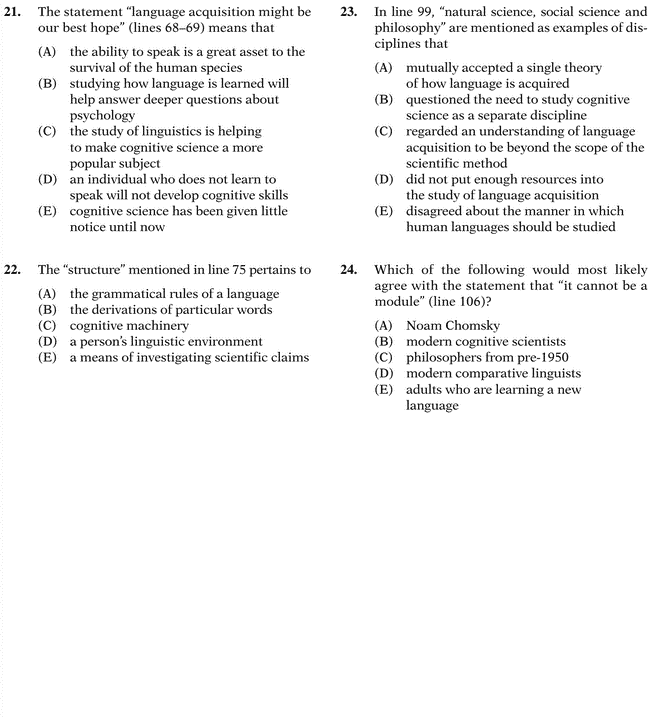 21. The statement “language acquisition might be
our best hope” (lines 68–69) means that
(A) the ability to speak is a great asset to the
survival of the human species
(B) studying how language is learned will
help answer deeper questions about
psychology
(C) the study of linguistics is helping
to make cognitive science a more
popular subject
(D) an individual who does not learn to
speak will not develop cognitive skills
(E) cognitive science has been given little
notice until now
22. The “structure” mentioned in line 75 pertains to
(A) the grammatical rules of a language
(B) the derivations of particular words
(C) cognitive machinery
(D) a person’s linguistic environment
(E) a means of investigating scientific claims
23. In line 99, “natural science, social science and
philosophy” are mentioned as examples of dis-
ciplines that
(A) mutually accepted a single theory
of how language is acquired
(B) questioned the need to study cognitive
science as a separate discipline
(C) regarded an understanding of language
acquisition to be beyond the scope of the
scientific method
(D) did not put enough resources into
the study of language acquisition
(E) disagreed about the manner in which
human languages should be studied
24. Which of the following would most likely
agree with the statement that “it cannot be a
module” (line 106)?
(A) Noam Chomsky
(B) modern cognitive scientists
(C) philosophers from pre-1950
(D) modern comparative linguists
(E) adults who are learning a new
language